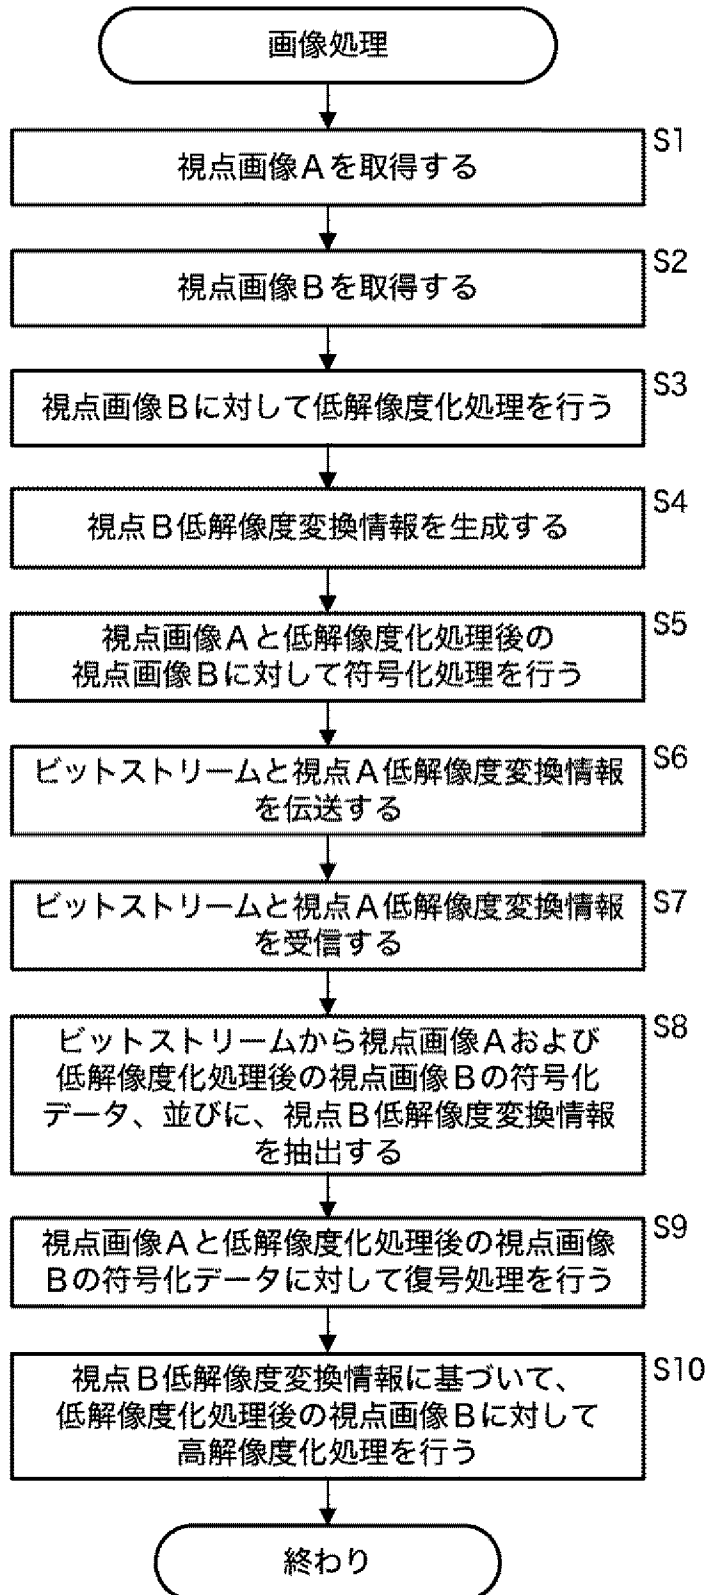 画像処理
S1
視点画像Aを取得する
S2
視点画像Bを取得する
S3
視点画像Bに対して低解像度化処理を行う
S4
視点B低解像度変換情報を生成する
S5
視点画像Aと低解像度化処理後の
視点画像Bに対して符号化処理を行う
S6
ビットストリームと視点A低解像度変換情報
を伝送する
S7
ビットストリームと視点A低解像度変換情報
を受信する
S8
ビットストリームから視点画像Aおよび
低解像度化処理後の視点画像Bの符号化
データ、並びに、視点B低解像度変換情報
を抽出する
S9
視点画像Aと低解像度化処理後の視点画像
Bの符号化データに対して復号処理を行う
S10
視点B低解像度変換情報に基づいて、
低解像度化処理後の視点画像Bに対して
高解像度化処理を行う
終わり